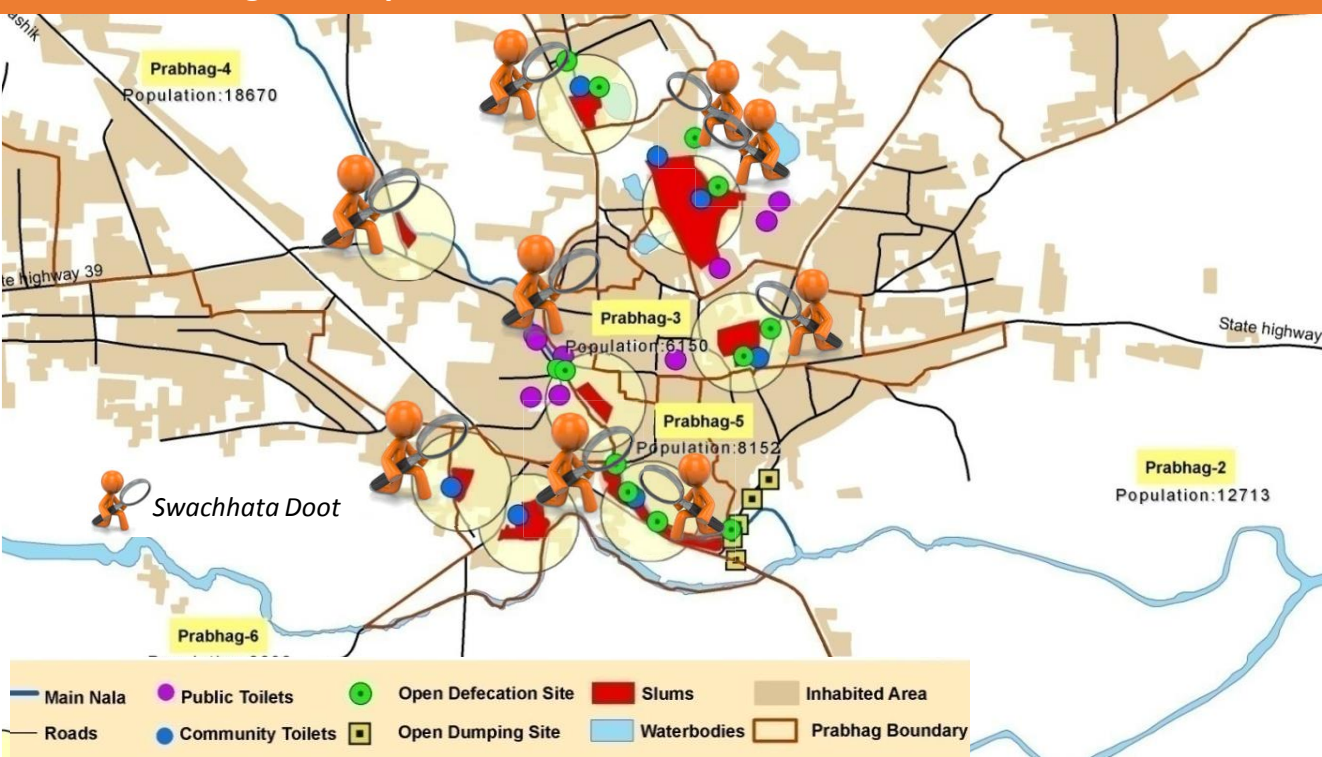 Prabhag-4
Population:18670
te highway 39
Prabhag-3
Population:6150
State highway
Prabhag-5
Population:8152
Prabhag-2
Population:12713
Swachhata Doot
Prabhag-6
Main Nala
Public Toilets
Open Defecation Site
Slums
Inhabited Area
Roads
Community Toilets
Open Dumping Site
Waterbodies
Prabhag Boundary